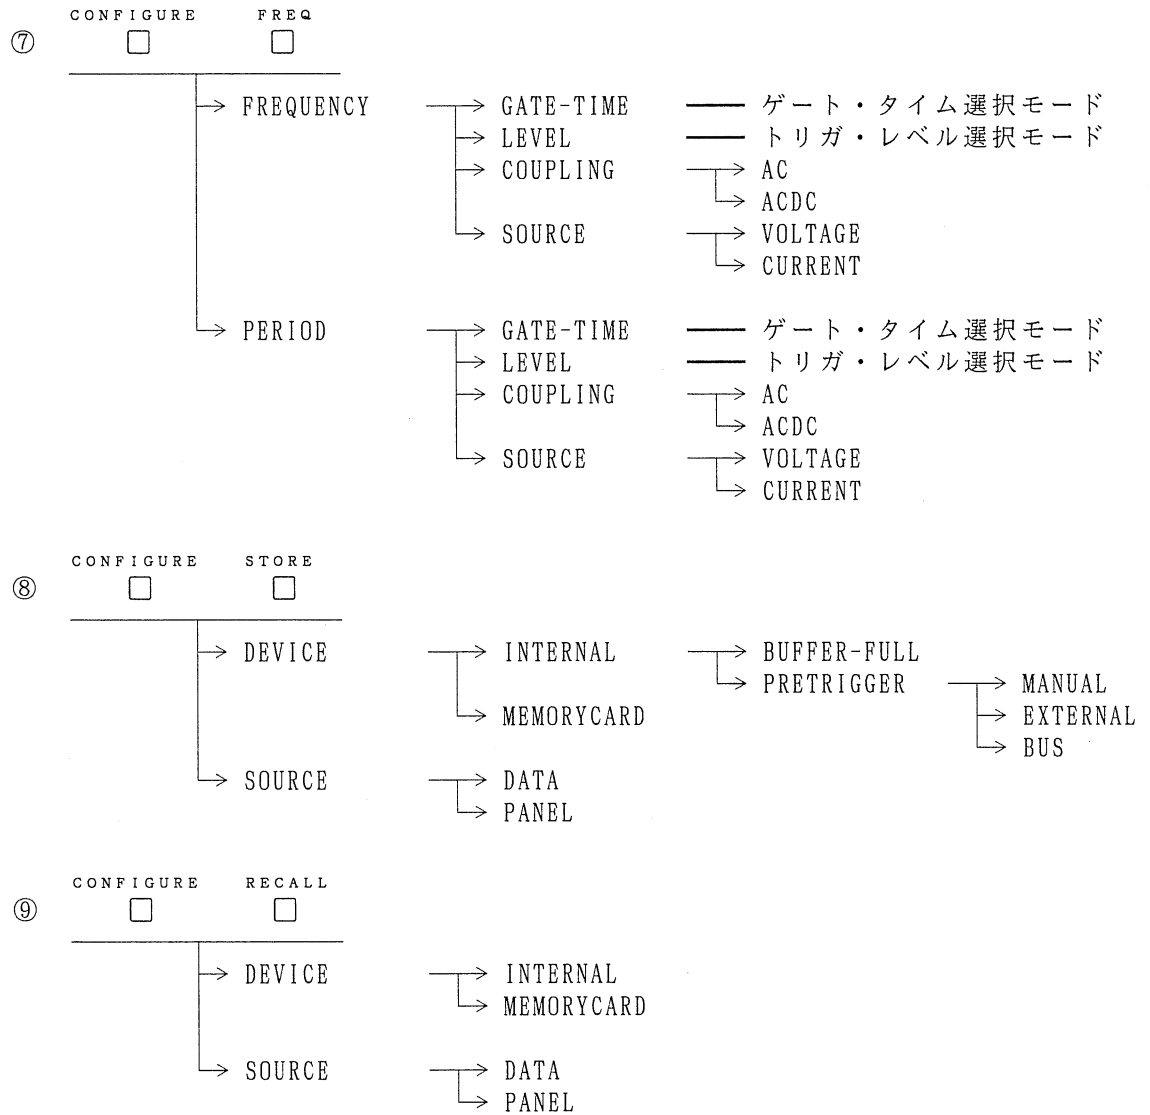 CONFIGURE FREQ
⑦
FREQUENCY GATE-TIME ゲート・タイム選択モード
LEVEL トリガ・レベル選択モード
COUPLING AC
ACDC
SOURCE VOLTAGE
CURRENT
PERIOD GATE-TIME ゲート・タイム選択モード
LEVEL トリガ・レベル選択モード
COUPLING AC
ACDC
SOURCE VOLTAGE
CURRENT
CONFIGURE STORE
⑧
DEVICE INTERNAL BUFFER-FULL
PRETRIGGER MANUAL
MEMORYCARD EXTERNAL
BUS
SOURCE DATA
PANEL
CONFIGURE RECALL
⑨
DEVICE INTERNAL
MEMORYCARD
SOURCE DATA
PANEL